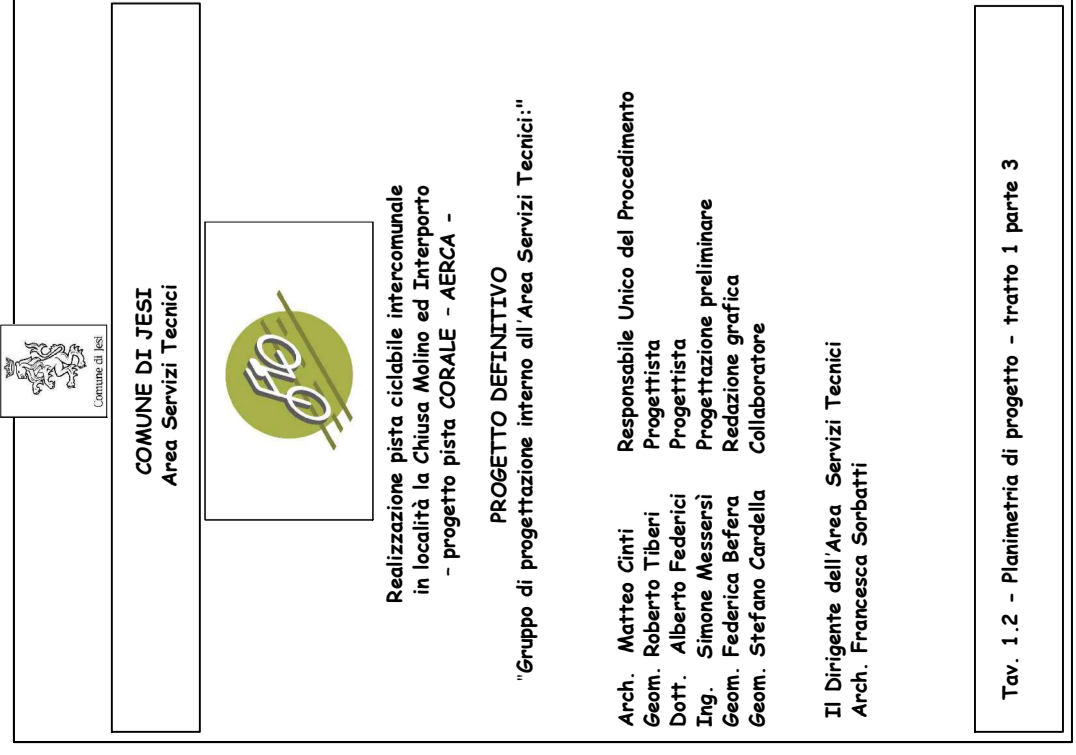 Comune di Jesi
COMUNE DI JESI
Area Servizi Tecnici
Realizzazione pista ciclabile intercomunale
in località la Chiusa Molino ed Interporto
- progetto pista CORALE - AERCA -
PROGETTO DEFINITIVO
"Gruppo di progettazione interno all'Area Servizi Tecnici:"
Arch. Matteo Cinti Responsabile Unico del Procedimento
Geom. Roberto Tiberi Progettista
Dott. Alberto Federici Progettista
Ing. Simone Messersì Progettazione preliminare
Geom. Federica Befera Redazione grafica
Geom. Stefano Cardella Collaboratore
Il Dirigente dell'Area Servizi Tecnici
Arch. Francesca Sorbatti
Tav. 1.2 - Planimetria di progetto - tratto 1 parte 3